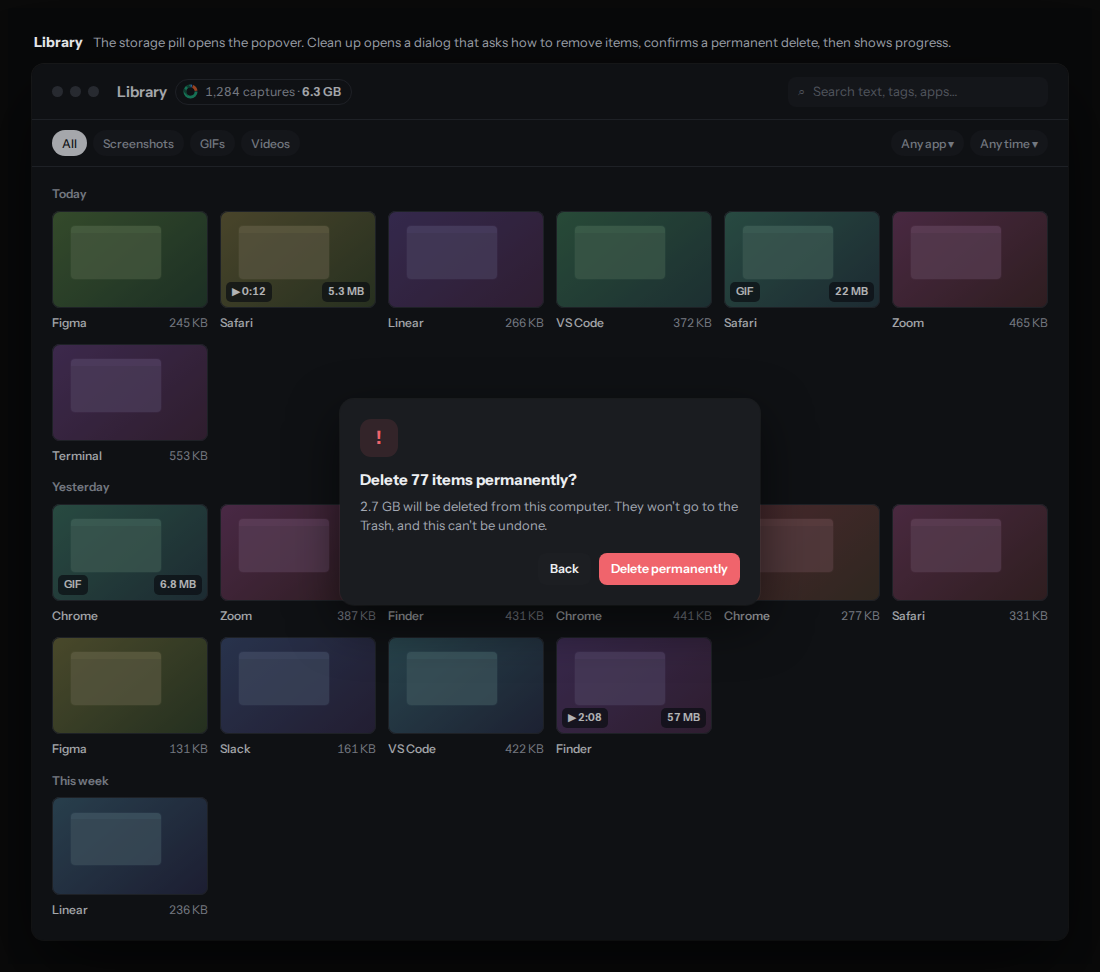 Library The storage pill opens the popover. Clean up opens a dialog that asks how to remove items, confirms a permanent delete, then shows progress.
Library 1,284 captures · 6.3 GB Search text, tags, apps...
All Screenshots GIFs Videos Any app ▾ Any time ▾
Today
▶ 0:12 5.3 MB GIF 22 MB
Figma 245 KB Safari Linear 266 KB VS Code 372 KB Safari Zoom 465 KB
Terminal 553 KB
!
Delete 77 items permanently?
2.7 GB will be deleted from this computer. They won't go to the
Trash, and this can't be undone.
Back Delete permanently
Yesterday
GIF 6.8 MB
Chrome Zoom 387 KB Finder 431 KB Chrome 441 KB Chrome 277 KB Safari 331 KB
▶ 2:08 57 MB
Figma 131 KB Slack 161 KB VS Code 422 KB Finder
This week
Linear 236 KB